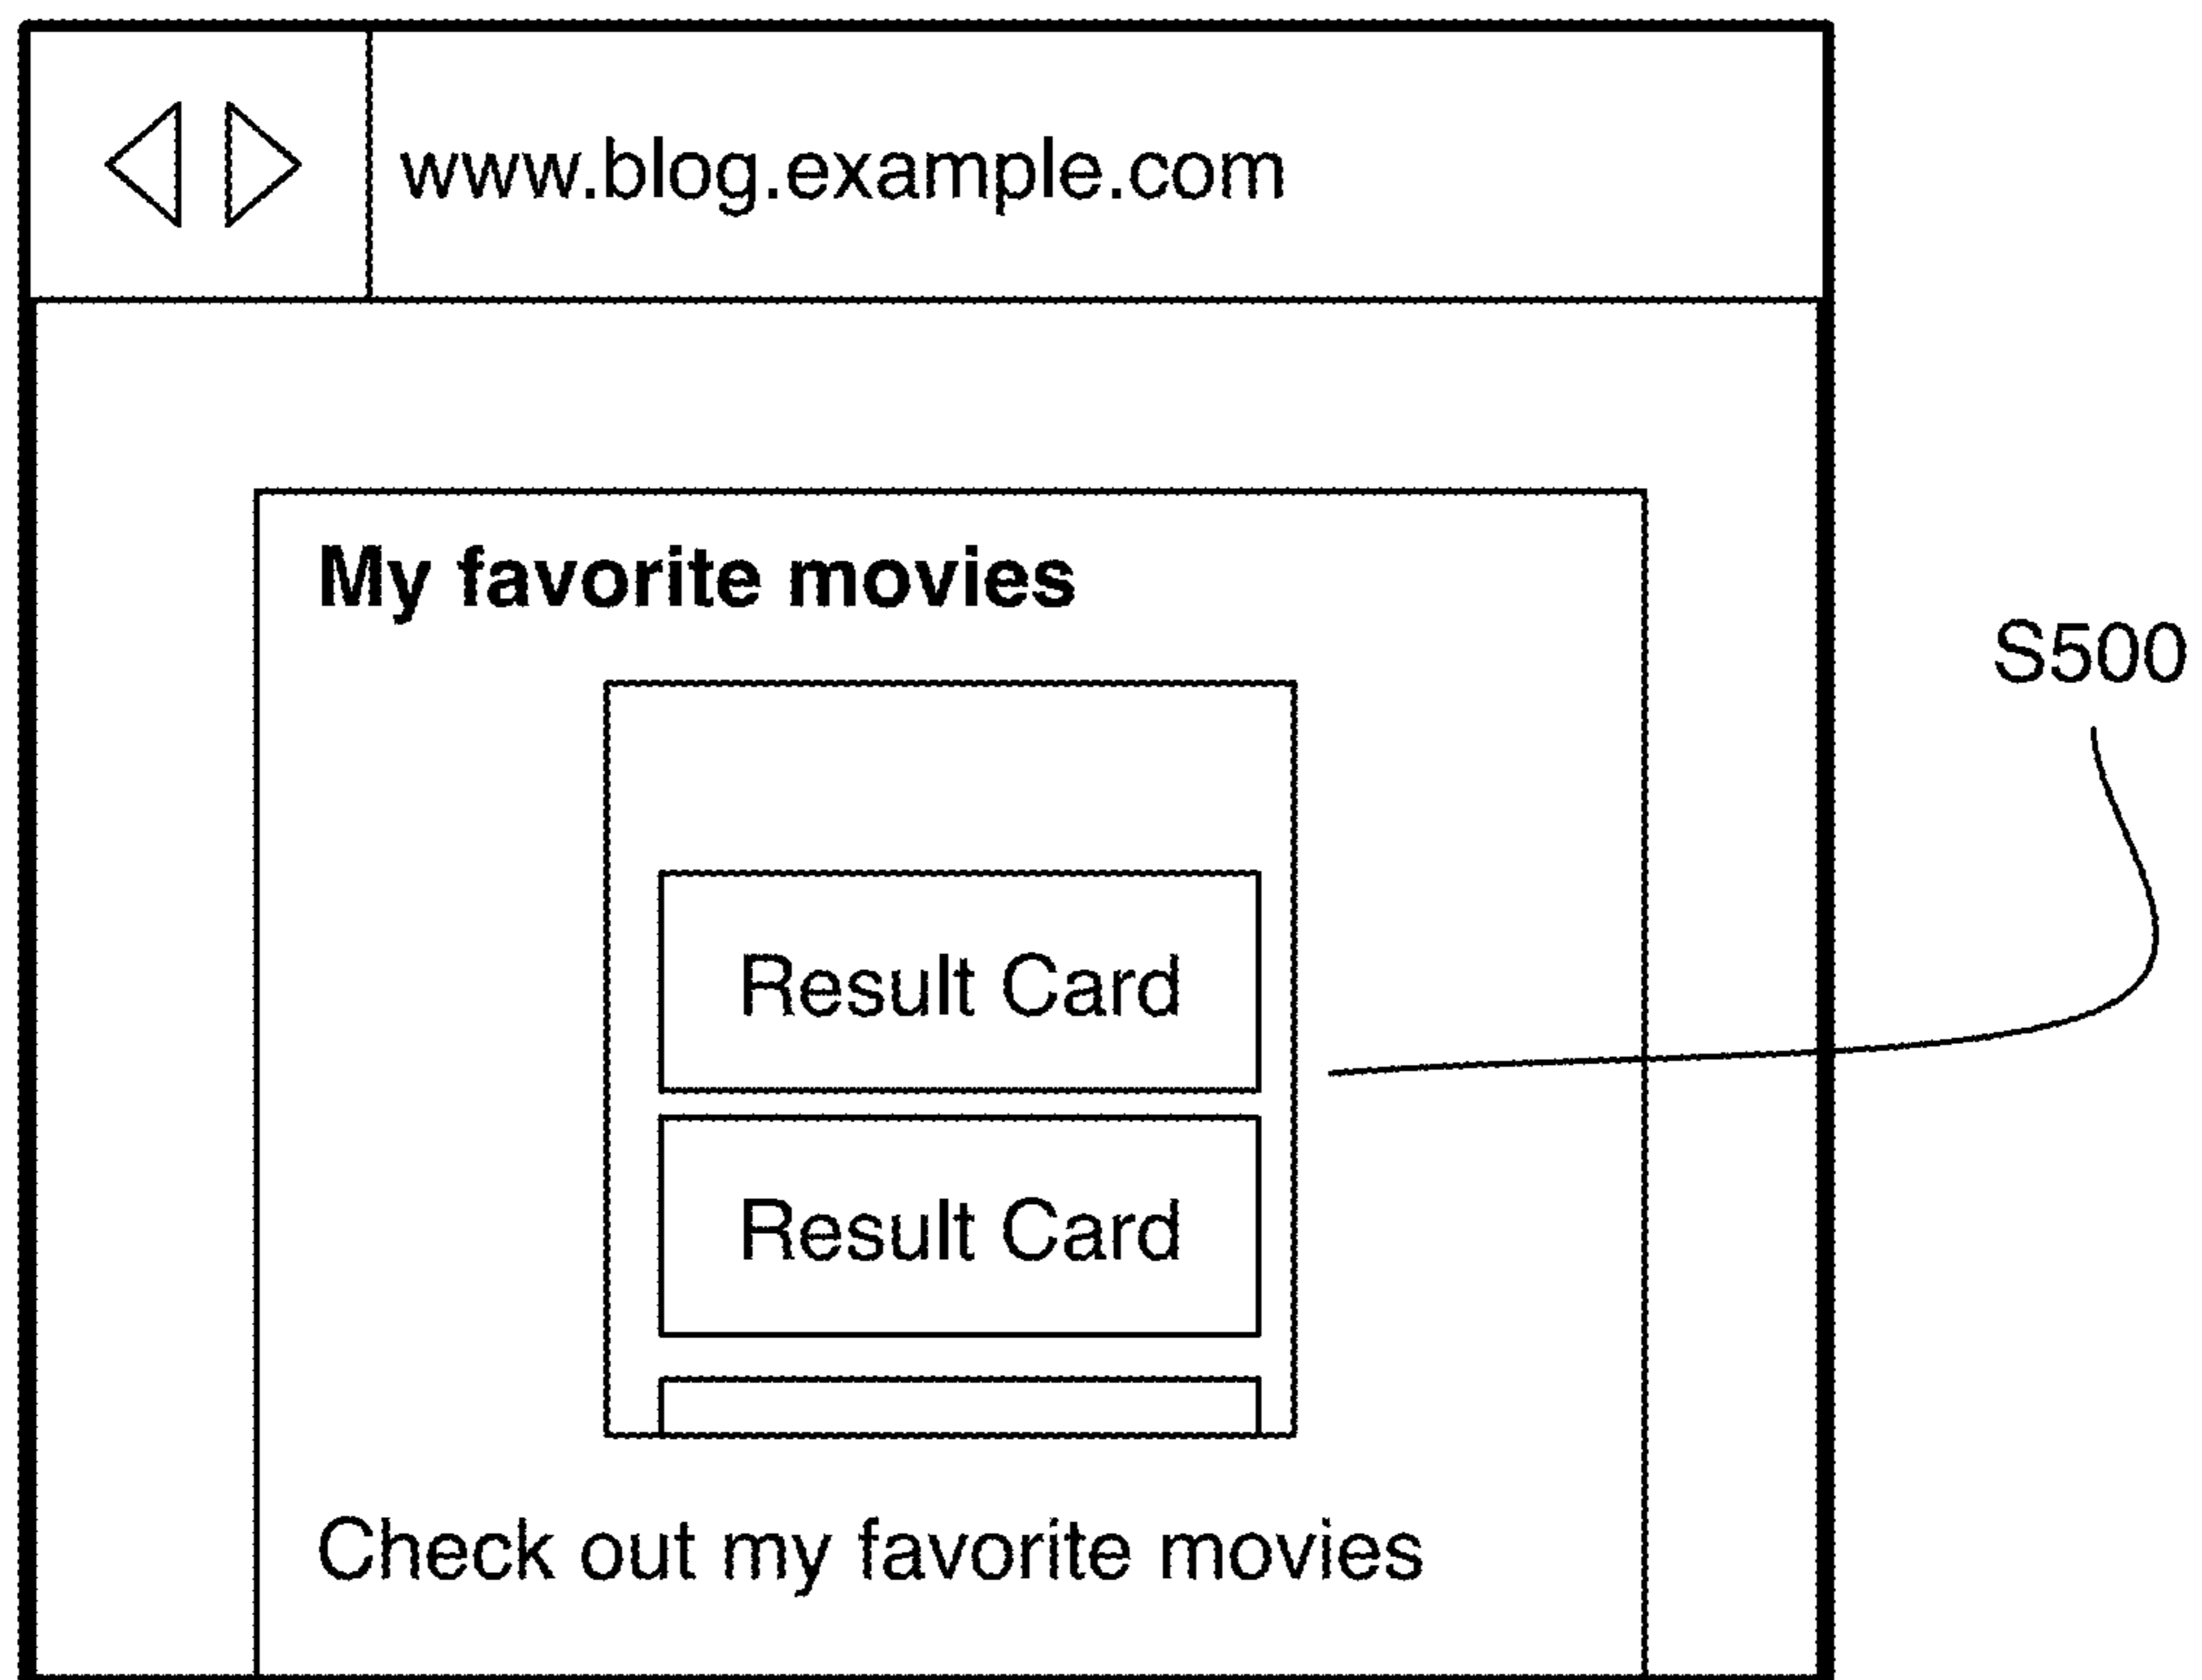 www.blog.example.com
My favorite movies
S500
Result Card
Result Card
Check out my favorite movies